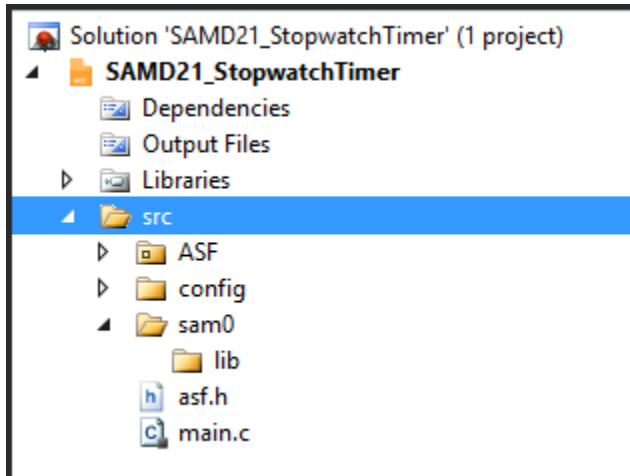 Solution 'SAMD21_StopwatchTimer' (1 project)
SAMD21_StopwatchTimer
Dependencies
Output Files
Libraries
src
ASF
config
sam0
lib
asf.h
main.c